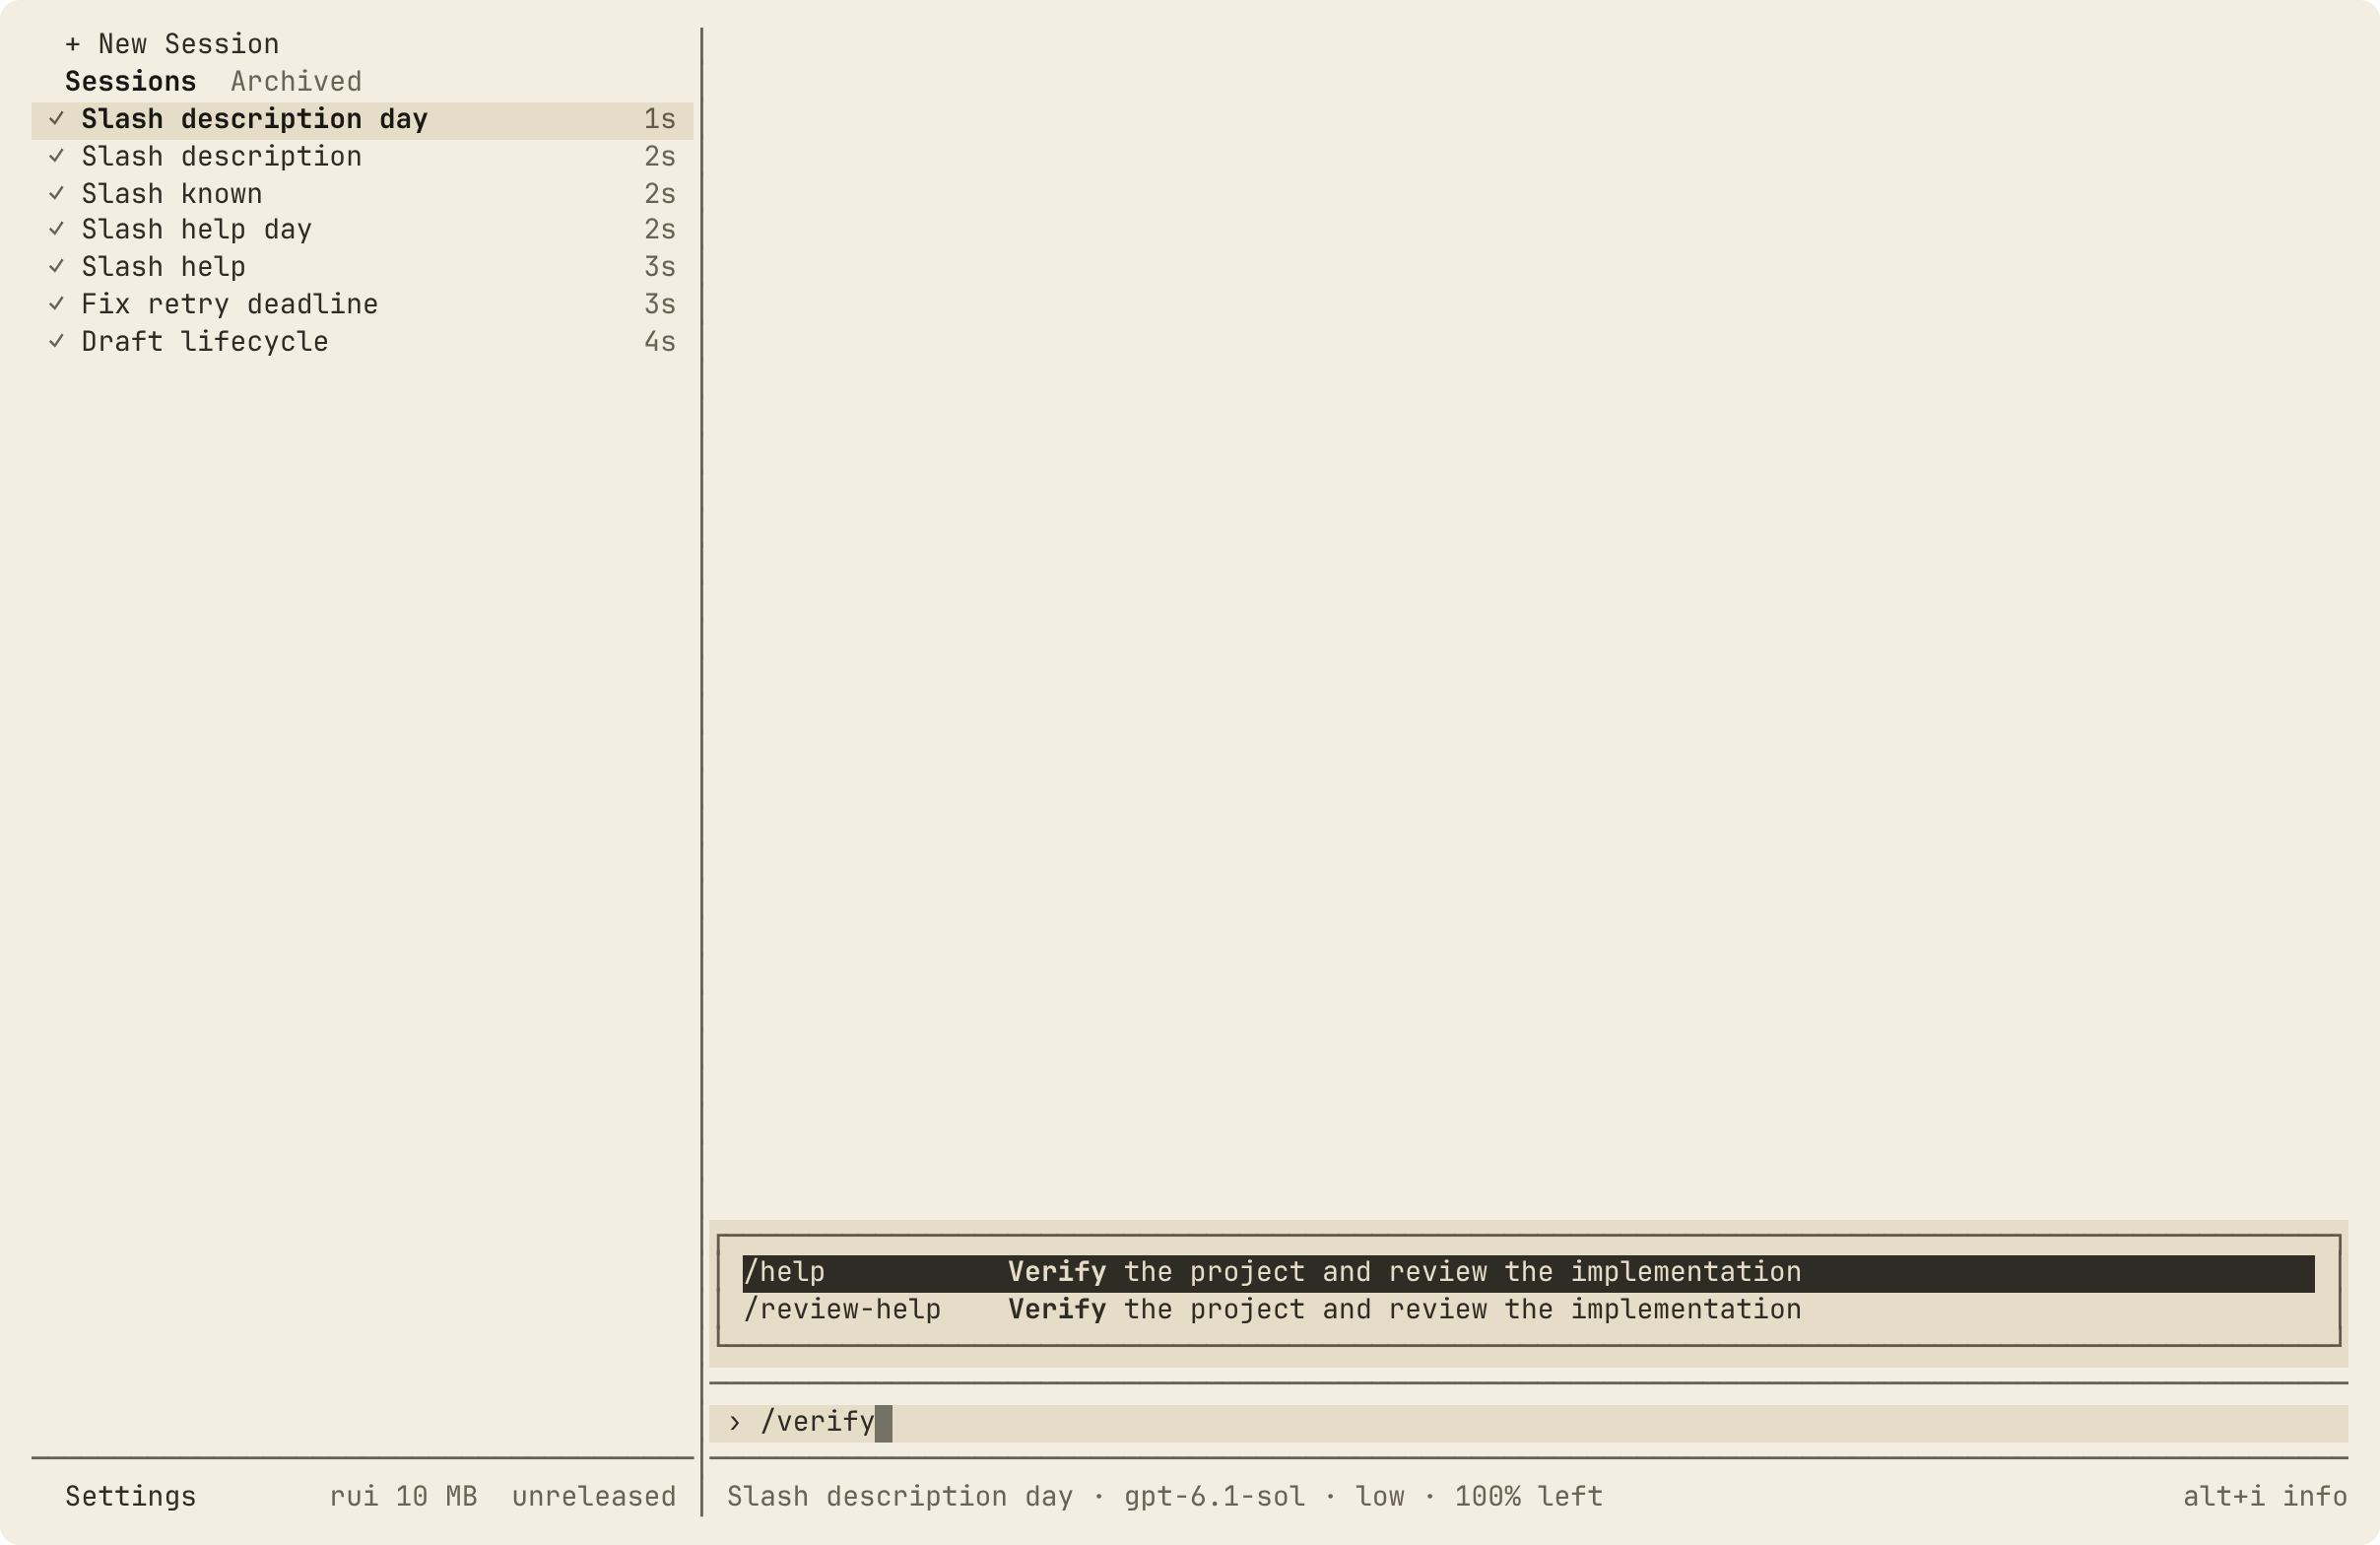 + New Session
Sessions  Archived
✓ Slash description day 1s
✓ Slash description 2s
✓ Slash known 2s
✓ Slash help day 2s
✓ Slash help 3s
✓ Fix retry deadline 3s
✓ Draft lifecycle 4s
/help Verify the project and review the implementation
/review-help Verify the project and review the implementation
› /verify
Settings rui 10 MB unreleased
Slash description day · gpt-6.1-sol · low · 100% left alt+i info